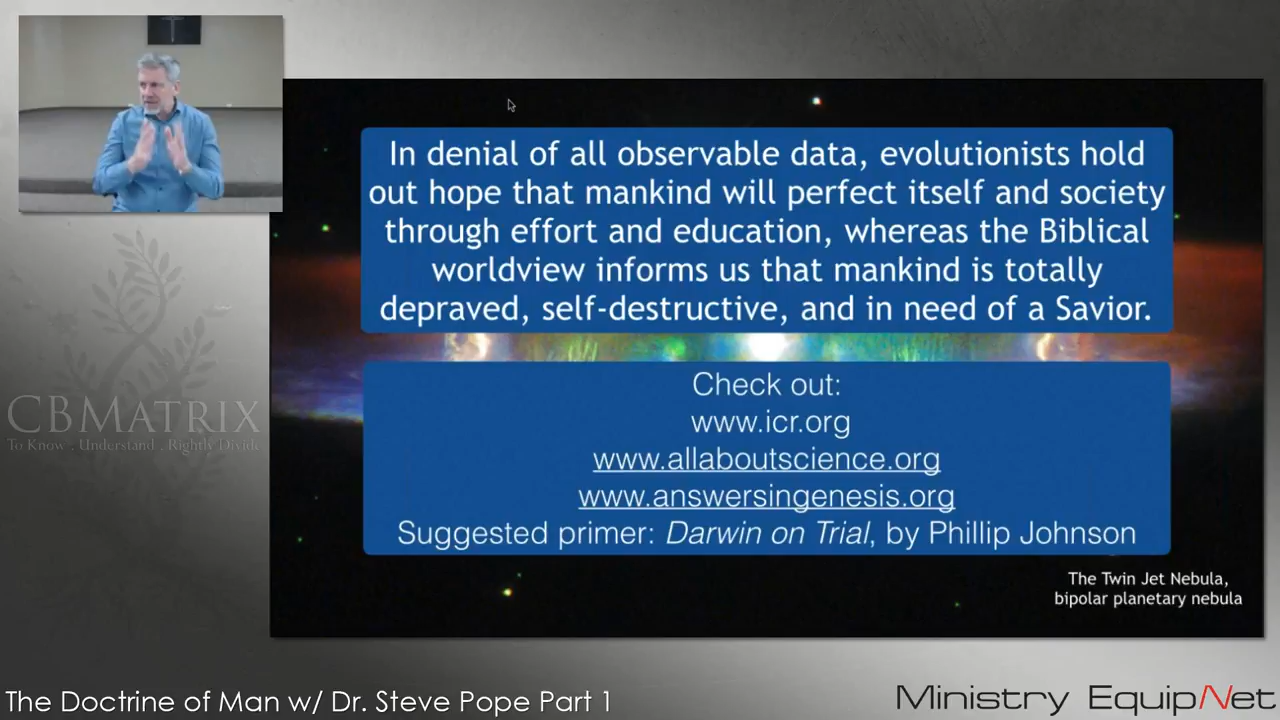 In denial of all observable data, evolutionists hold
out hope that mankind will perfect itself and society
through effort and education, whereas the Biblical
worldview informs us that mankind is totally
depraved, self-destructive, and in need of a Savior.
Check out:
www.icr.org
www.allaboutscience.org
www.answersingenesis.org
Suggested primer: Darwin on Trial, by Phillip Johnson
The Twin Jet Nebula,
bipolar planetary nebula
CBMATRIX
To Know . Understand . Rightly Divide
The Doctrine of Man w/ Dr. Steve Pope Part 1
Ministry EquipNet